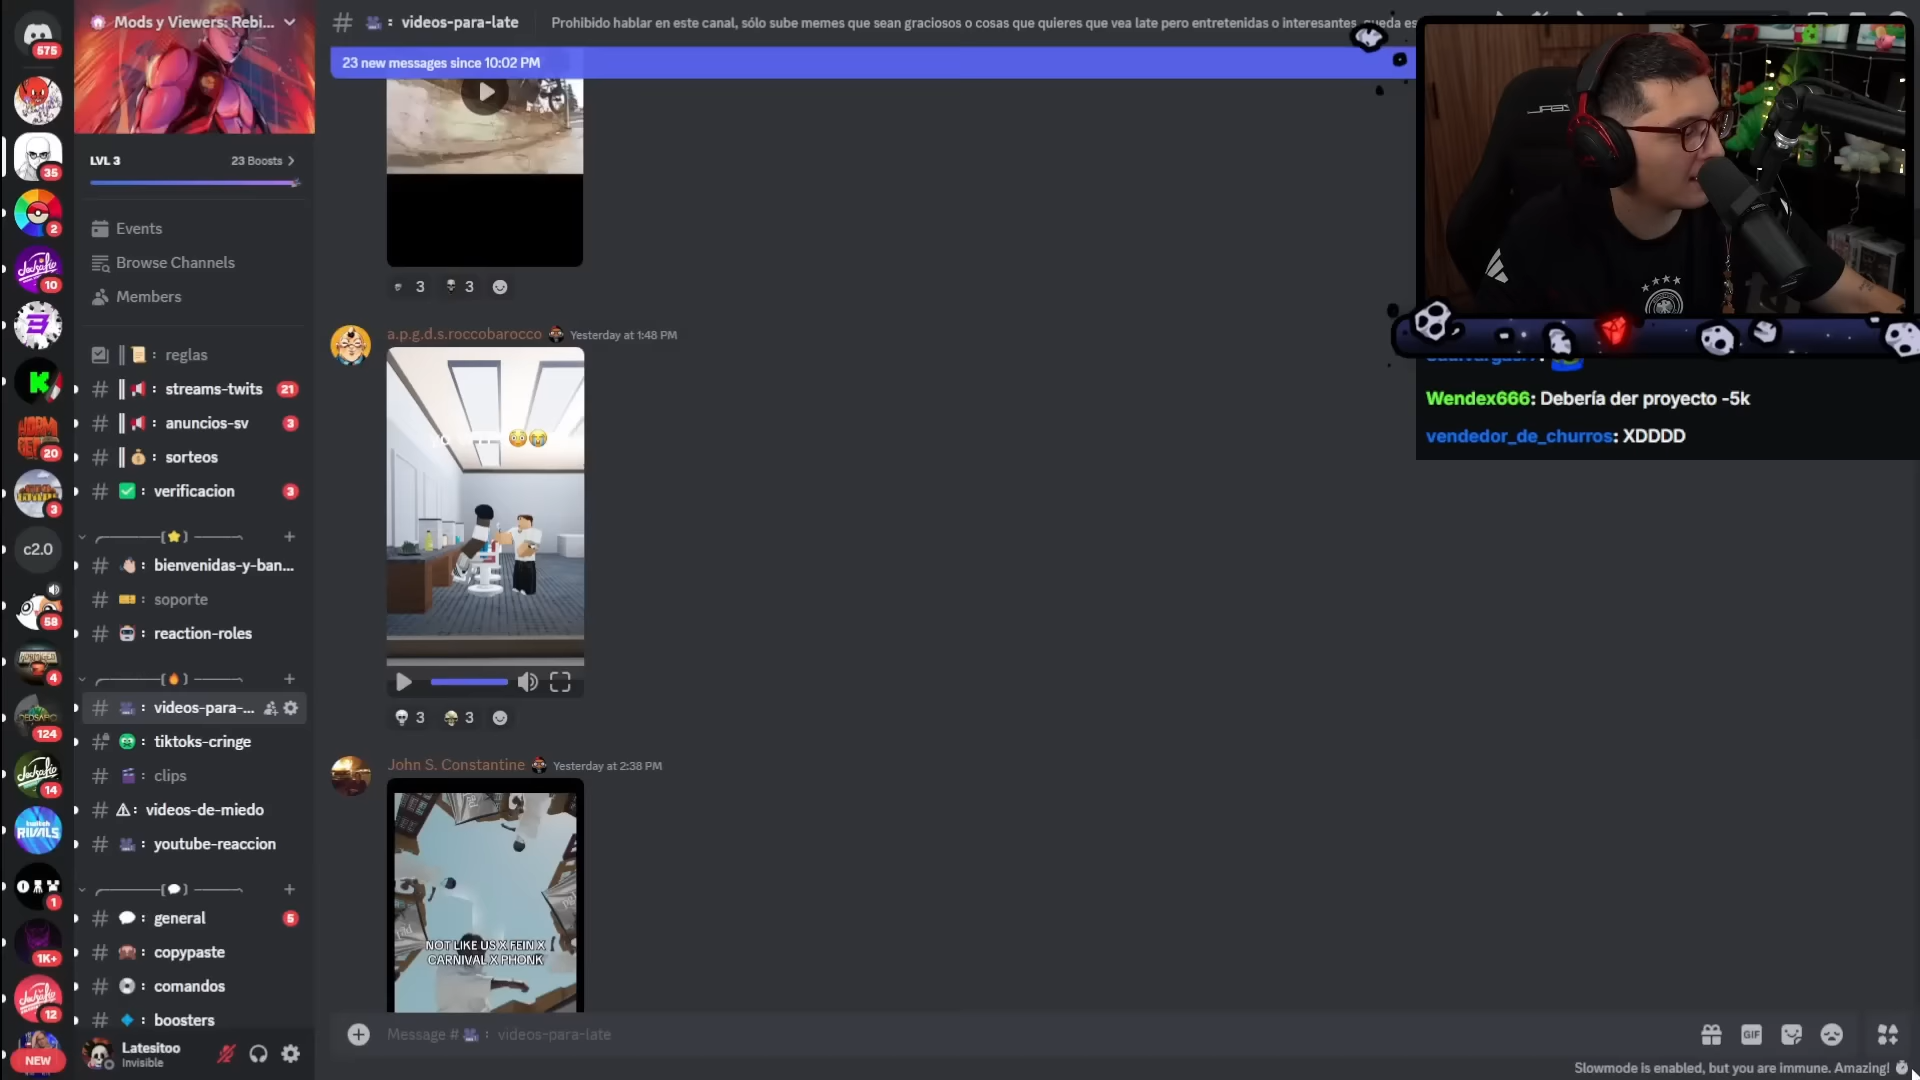 575
35
2
10
20
3
c2.0
58
4
124
14
twitch
RIVALS
1
1K+
12
NEW
Mods y Viewers: Rebi...
LVL 3
23 Boosts
Events
Browse Channels
Members
reglas
streams-twits
21
anuncios-sv
3
sorteos
verificacion
3
bienvenidas-y-ban...
soporte
reaction-roles
videos-para-...
tiktoks-cringe
clips
videos-de-miedo
youtube-reaccion
general
5
copypaste
comandos
boosters
Latesitoo
Invisible
videos-para-late
Prohibido hablar en este canal, sólo sube memes que sean graciosos o cosas que quieres que vea late pero entretenidas o interesantes, queda es
23 new messages since 10:02 PM
3
3
a.p.g.d.s.roccobarocco
Yesterday at 1:48 PM
3
3
John S. Constantine
Yesterday at 2:38 PM
NOT LIKE US X FEIN X
CARNIVAL X PHONK
Message #
: videos-para-late
GIF
Slowmode is enabled, but you are immune. Amazing!
Wendex666: Debería der proyecto -5k
vendedor_de_churros: XDDDD